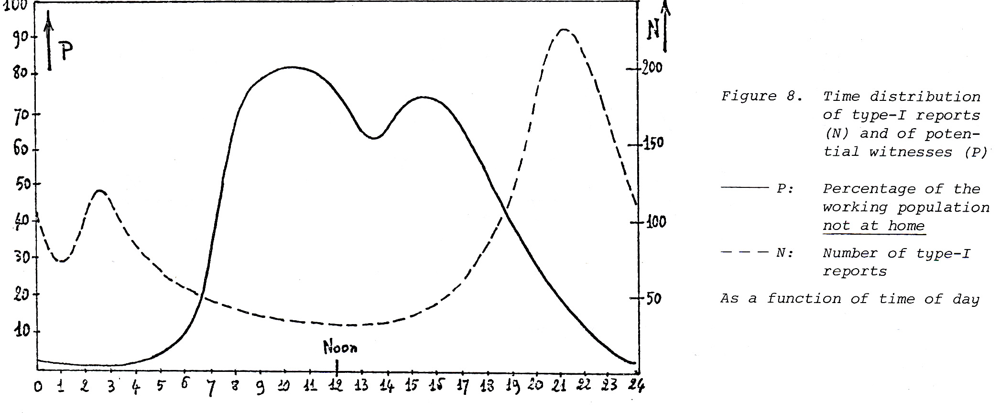 100
90
80
70
60
50
40
30
20
10
P
N
200
150
100
50
Noon
0 1 2 3 4 5 6 7 8 9 10 11 12 13 14 15 16 17 18 19 20 21 22 23 24
Figure 8. Time distribution
of type-I reports
(N) and of poten-
tial witnesses (P)
P: Percentage of the
working population
not at home
N: Number of type-I
reports
As a function of time of day